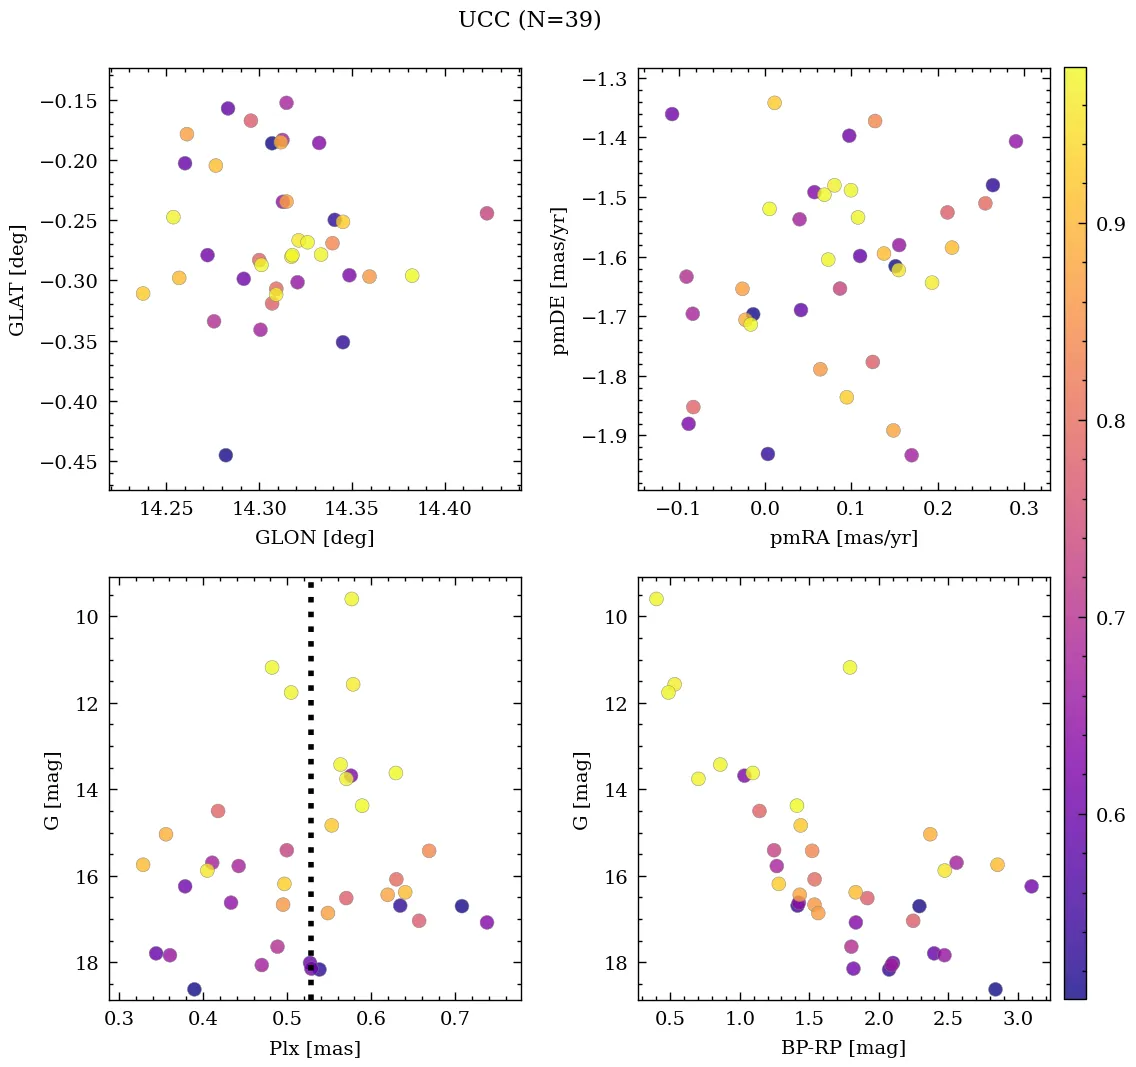 UCC (N=39)
−0.15
−0.20
−0.25
−0.30
−0.35
−0.40
−0.45
GLAT [deg]
14.25 14.30 14.35 14.40
GLON [deg]
−1.3
−1.4
−1.5
−1.6
−1.7
−1.8
−1.9
pmDE [mas/yr]
−0.1 0.0 0.1 0.2 0.3
pmRA [mas/yr]
10
12
14
16
18
G [mag]
0.3 0.4 0.5 0.6 0.7
Plx [mas]
10
12
14
16
18
G [mag]
0.5 1.0 1.5 2.0 2.5 3.0
BP-RP [mag]
0.9
0.8
0.7
0.6